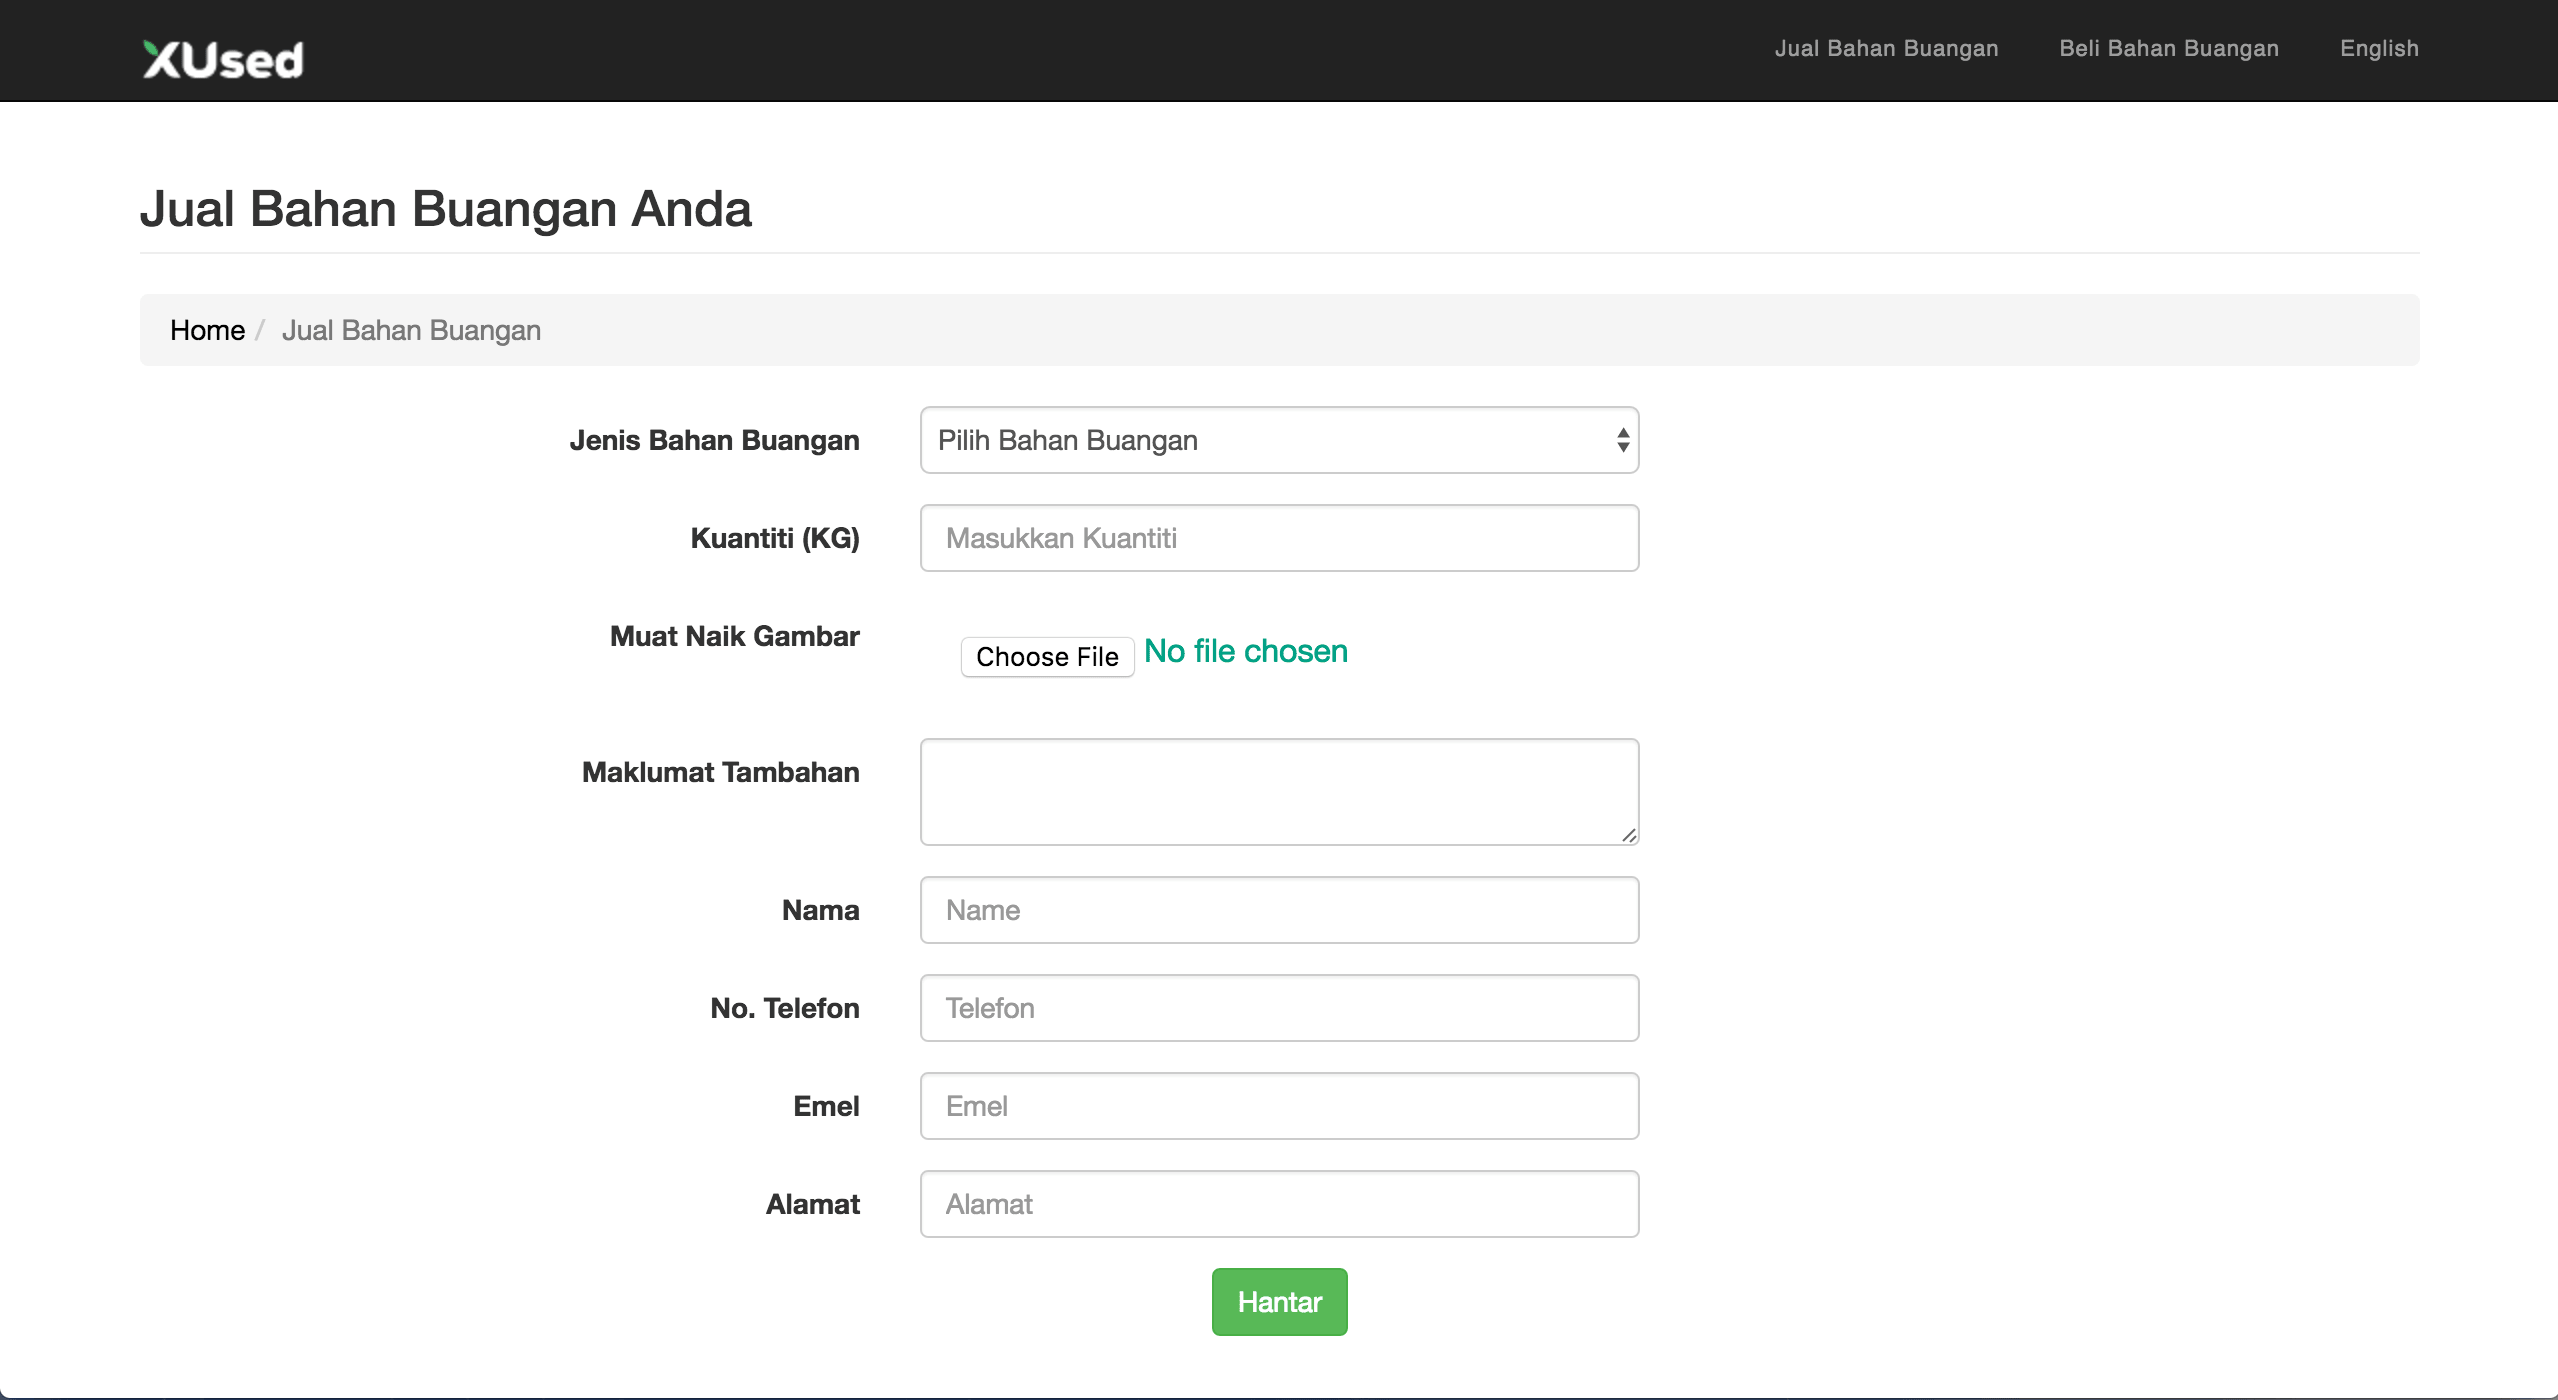 XUsed
Jual Bahan Buangan Beli Bahan Buangan English
Jual Bahan Buangan Anda
Home / Jual Bahan Buangan
Jenis Bahan Buangan Pilih Bahan Buangan
Kuantiti (KG) Masukkan Kuantiti
Muat Naik Gambar Choose File No file chosen
Maklumat Tambahan
Nama Name
No. Telefon Telefon
Emel Emel
Alamat Alamat
Hantar